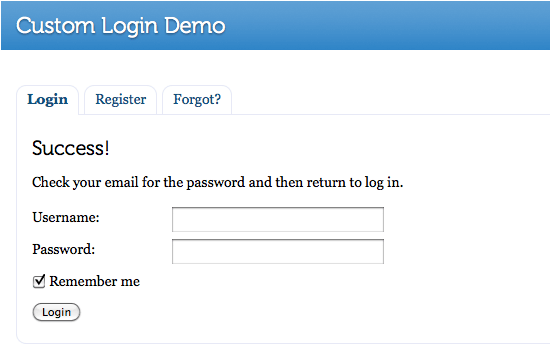 Custom Login Demo
Login Register Forgot?
Success!
Check your email for the password and then return to log in.
Username:
Password:
Remember me
Login